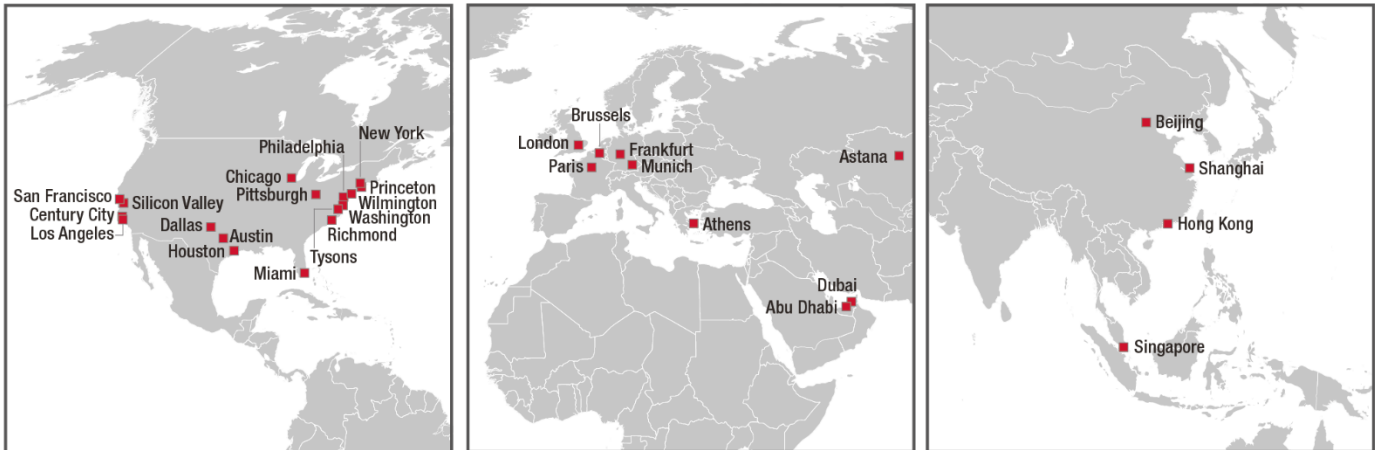 New York
Philadelphia
Chicago
Pittsburgh
Princeton
Wilmington
Washington
Richmond
San Francisco
Silicon Valley
Century City
Los Angeles
Dallas
Austin
Houston
Tysons
Miami
Brussels
London
Frankfurt
Paris
Munich
Astana
Athens
Dubai
Abu Dhabi
Beijing
Shanghai
Hong Kong
Singapore